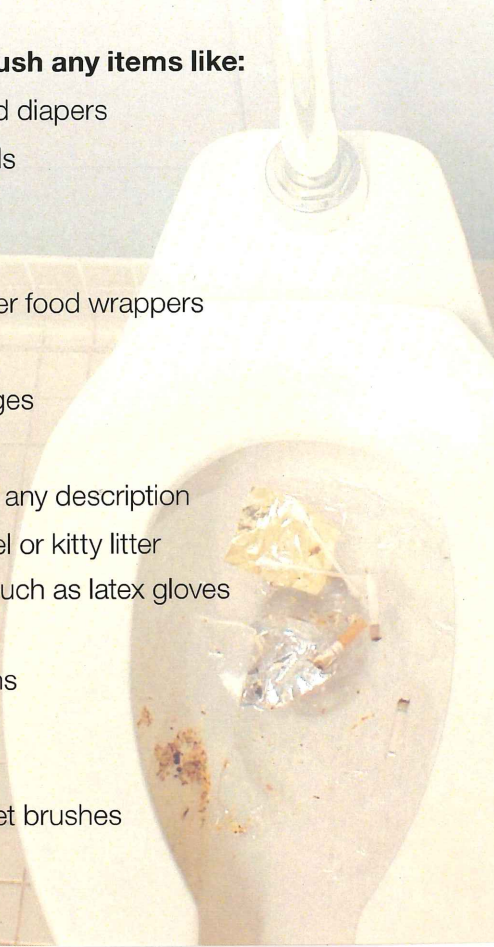 ush any items like:
d diapers
ls
er food wrappers
ges
any description
el or kitty litter
uch as latex gloves
ns
et brushes